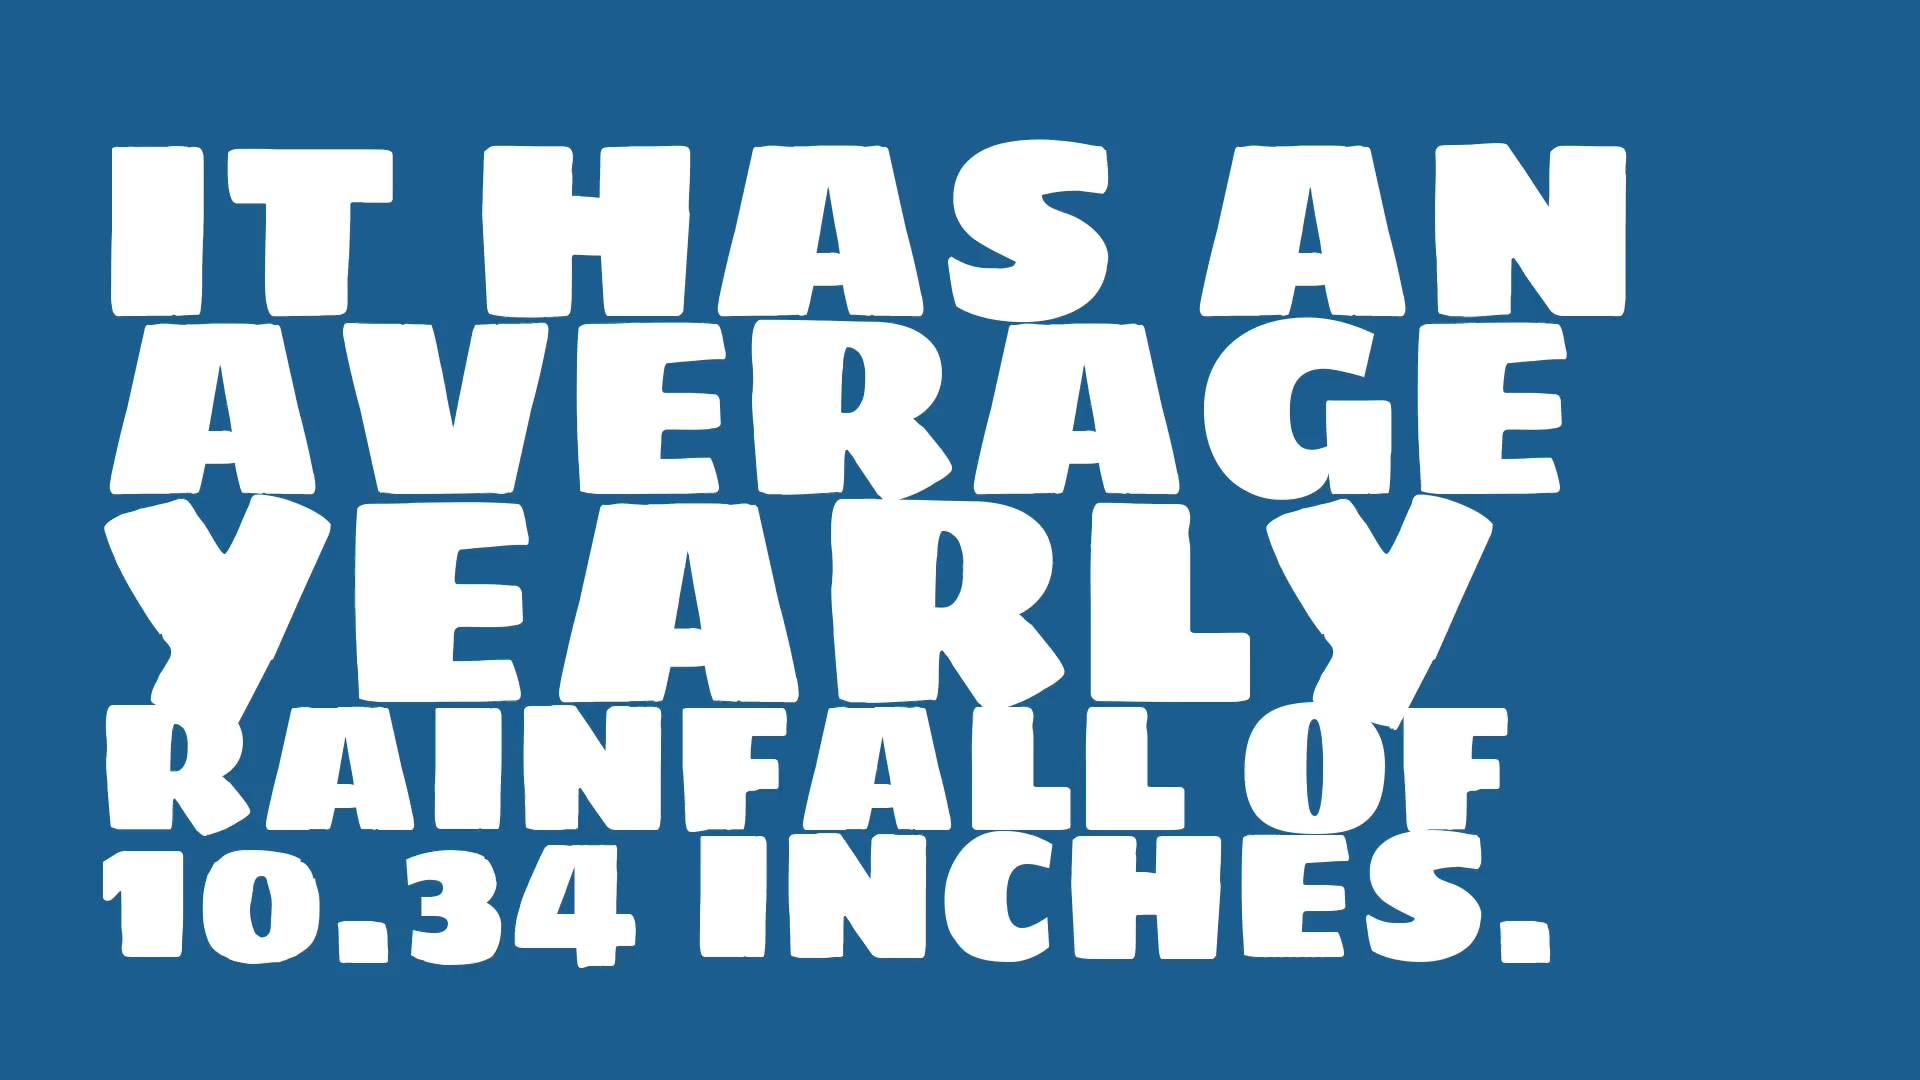 IT HAS AN
AVERAGE
YEARLY
RAINFALL OF
10.34 INCHES.